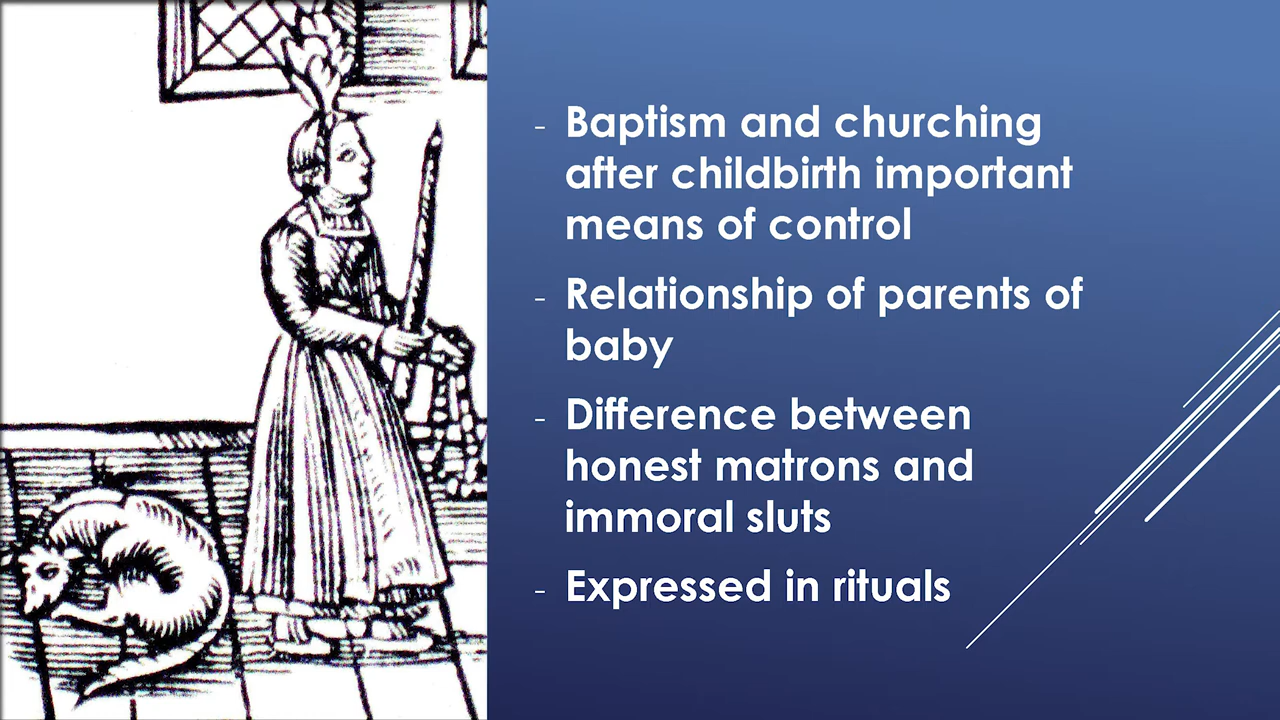 - Baptism and churching
after childbirth important
means of control
- Relationship of parents of
baby
- Difference between
honest matrons and
immoral sluts
- Expressed in rituals